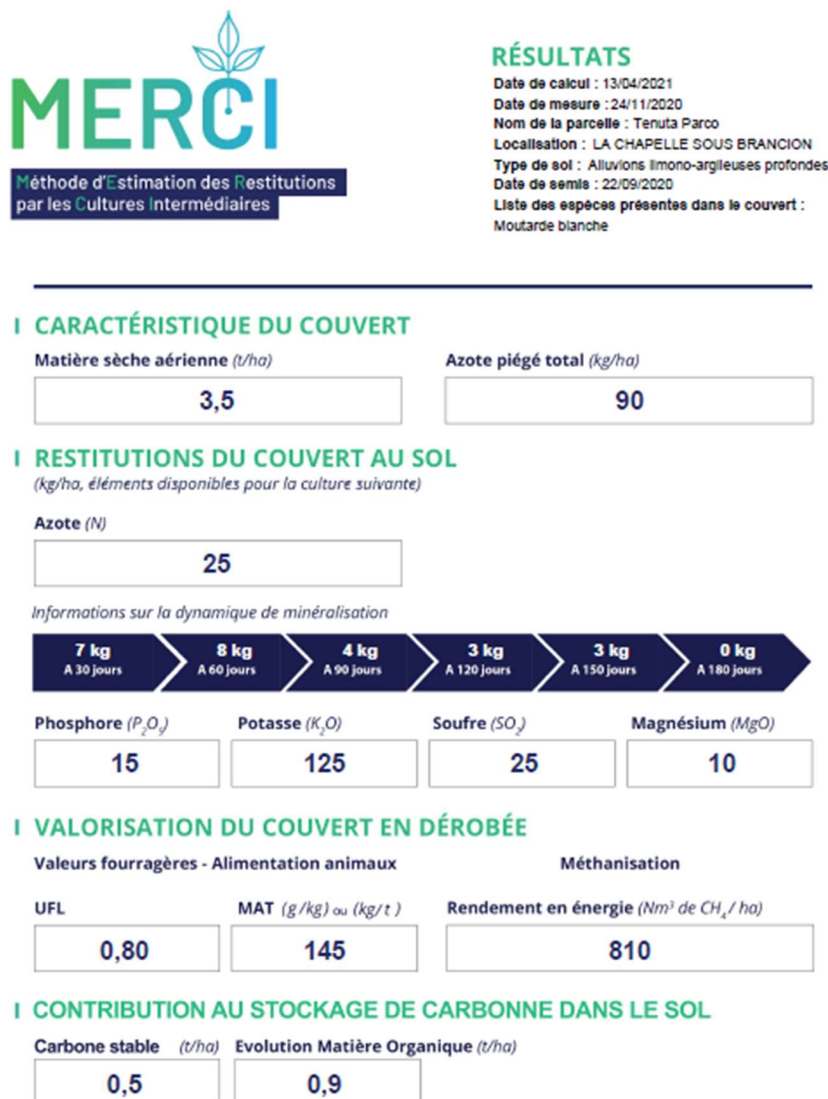 MERCI
Méthode d'Estimation des Restitutions
par les Cultures Intermédiaires
RÉSULTATS
Date de calcul : 13/04/2021
Date de mesure : 24/11/2020
Nom de la parcelle : Tenuta Parco
Localisation : LA CHAPELLE SOUS BRANCION
Type de sol : Alluvions limono-argileuses profondes
Date de semis : 22/09/2020
Liste des espèces présentes dans le couvert :
Moutarde blanche
CARACTÉRISTIQUE DU COUVERT
Matière sèche aérienne (t/ha) Azote piégé total (kg/ha)
3,5 90
RESTITUTIONS DU COUVERT AU SOL
(kg/ha, éléments disponibles pour la culture suivante)
Azote (N)
25
Informations sur la dynamique de minéralisation
7 kg 8 kg 4 kg 3 kg 3 kg 0 kg
A 30 jours A 60 jours A 90 jours A 120 jours A 150 jours A 180 jours
Phosphore (P₂O₅) Potasse (K₂O) Soufre (SO₃) Magnésium (MgO)
15 125 25 10
VALORISATION DU COUVERT EN DÉROBÉE
Valeurs fourragères - Alimentation animaux Méthanisation
UFL MAT (g/kg) ou (kg/t ) Rendement en énergie (Nm³ de CH₄ / ha)
0,80 145 810
CONTRIBUTION AU STOCKAGE DE CARBONNE DANS LE SOL
Carbone stable (t/ha) Evolution Matière Organique (t/ha)
0,5 0,9